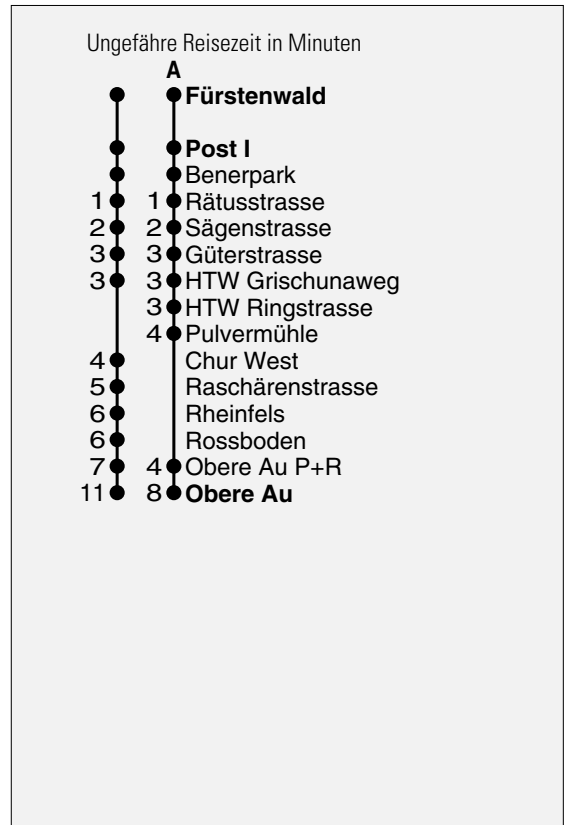 Ungefähre Reisezeit in Minuten
A
Fürstenwald
Post I
Benerpark
1 1 Rätusstrasse
2 2 Sägenstrasse
3 3 Güterstrasse
3 3 HTW Grischunaweg
3 HTW Ringstrasse
4 Pulvermühle
4 Chur West
5 Raschärenstrasse
6 Rheinfels
6 Rossboden
7 4 Obere Au P+R
11 8 Obere Au